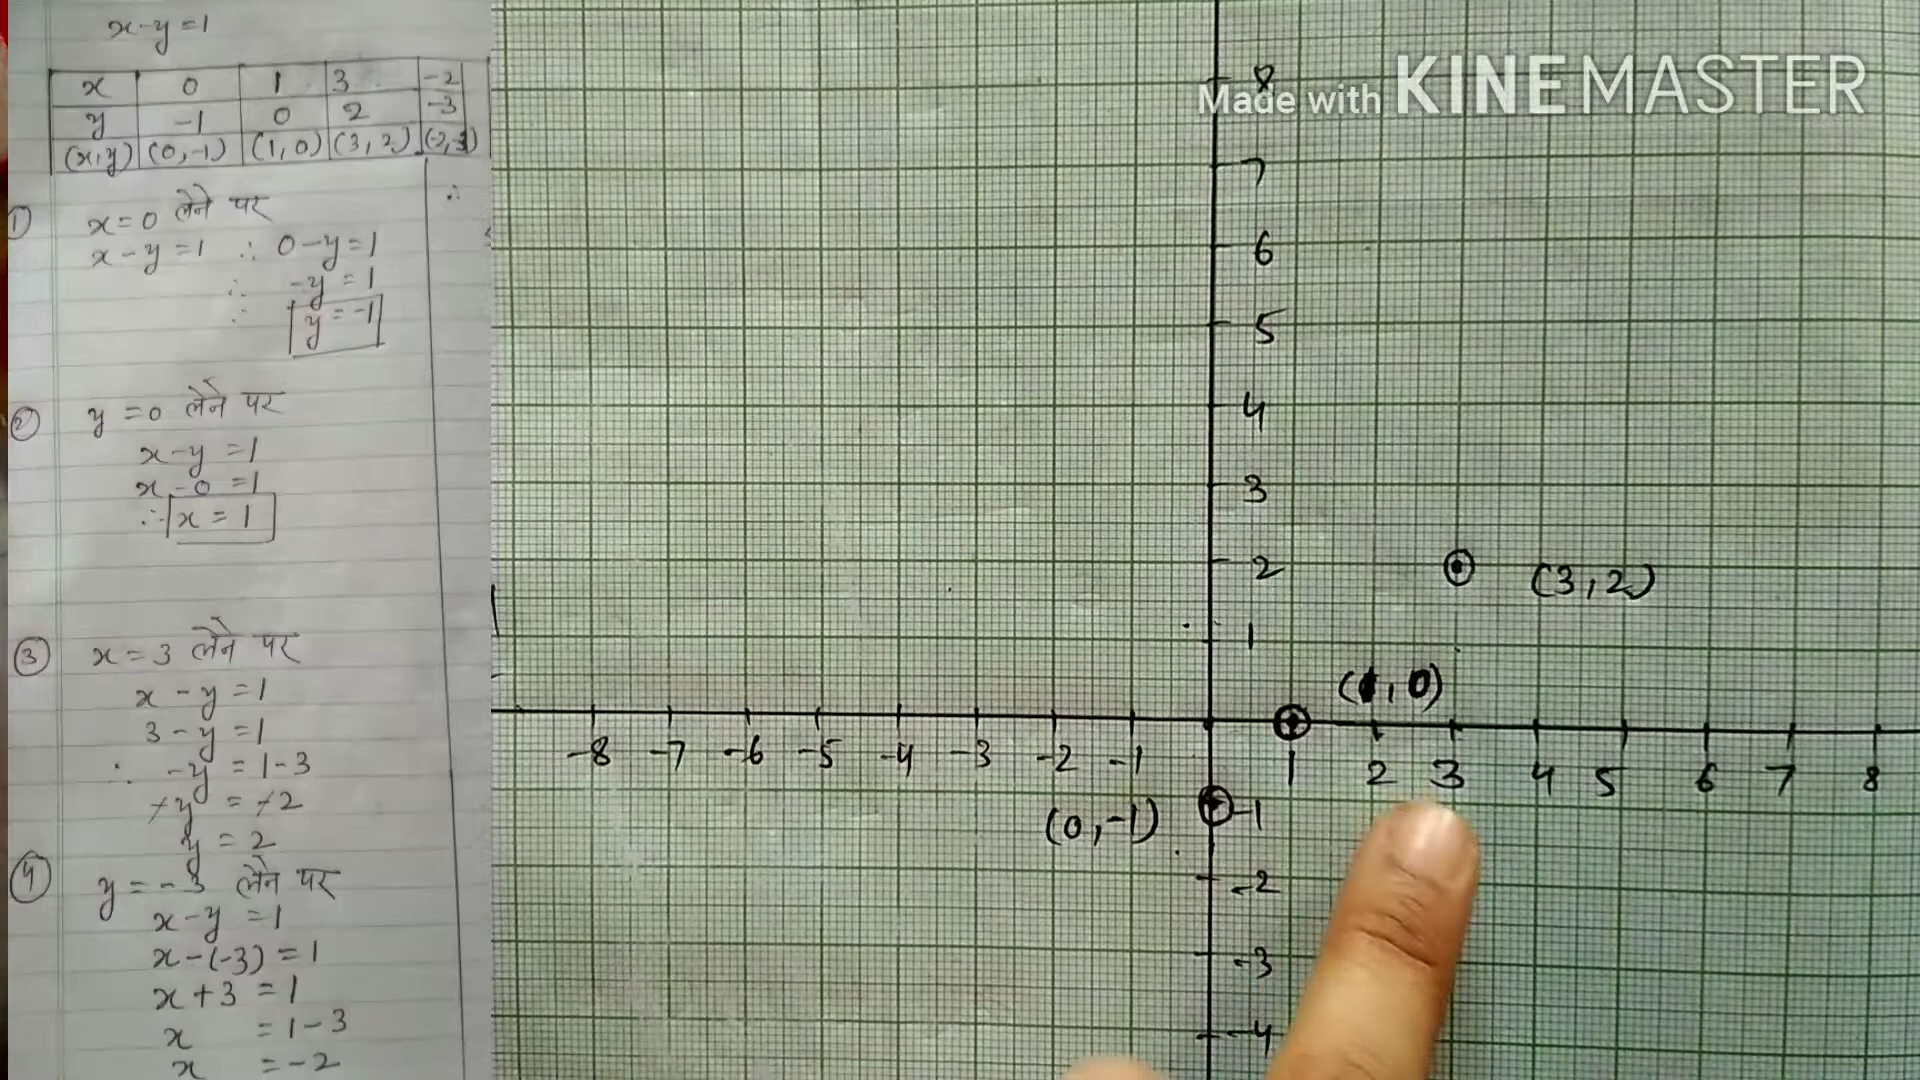 x-y=1
x 0 1 3 -2
y -1 0 2 -3
(x,y) (0,-1) (1,0) (3,2) (-2,-3)
① x=0 लेने पर
x-y=1 ∴ 0-y=1
∴ -y=1
∴ y=-1
② y=0 लेने पर
x-y=1
x-0=1
∴ x=1
③ x=3 लेने पर
x-y=1
3-y=1
∴ -y=1-3
-y=-2
y=2
④ y=-3 लेने पर
x-y=1
x-(-3)=1
x+3=1
x=1-3
x=-2
Made with KINEMASTER
8
7
6
5
4
3
2
(3,2)
1
(1,0)
-8 -7 -6 -5 -4 -3 -2 -1 1 2 3 4 5 6 7 8
(0,-1) -1
-2
-3
-4